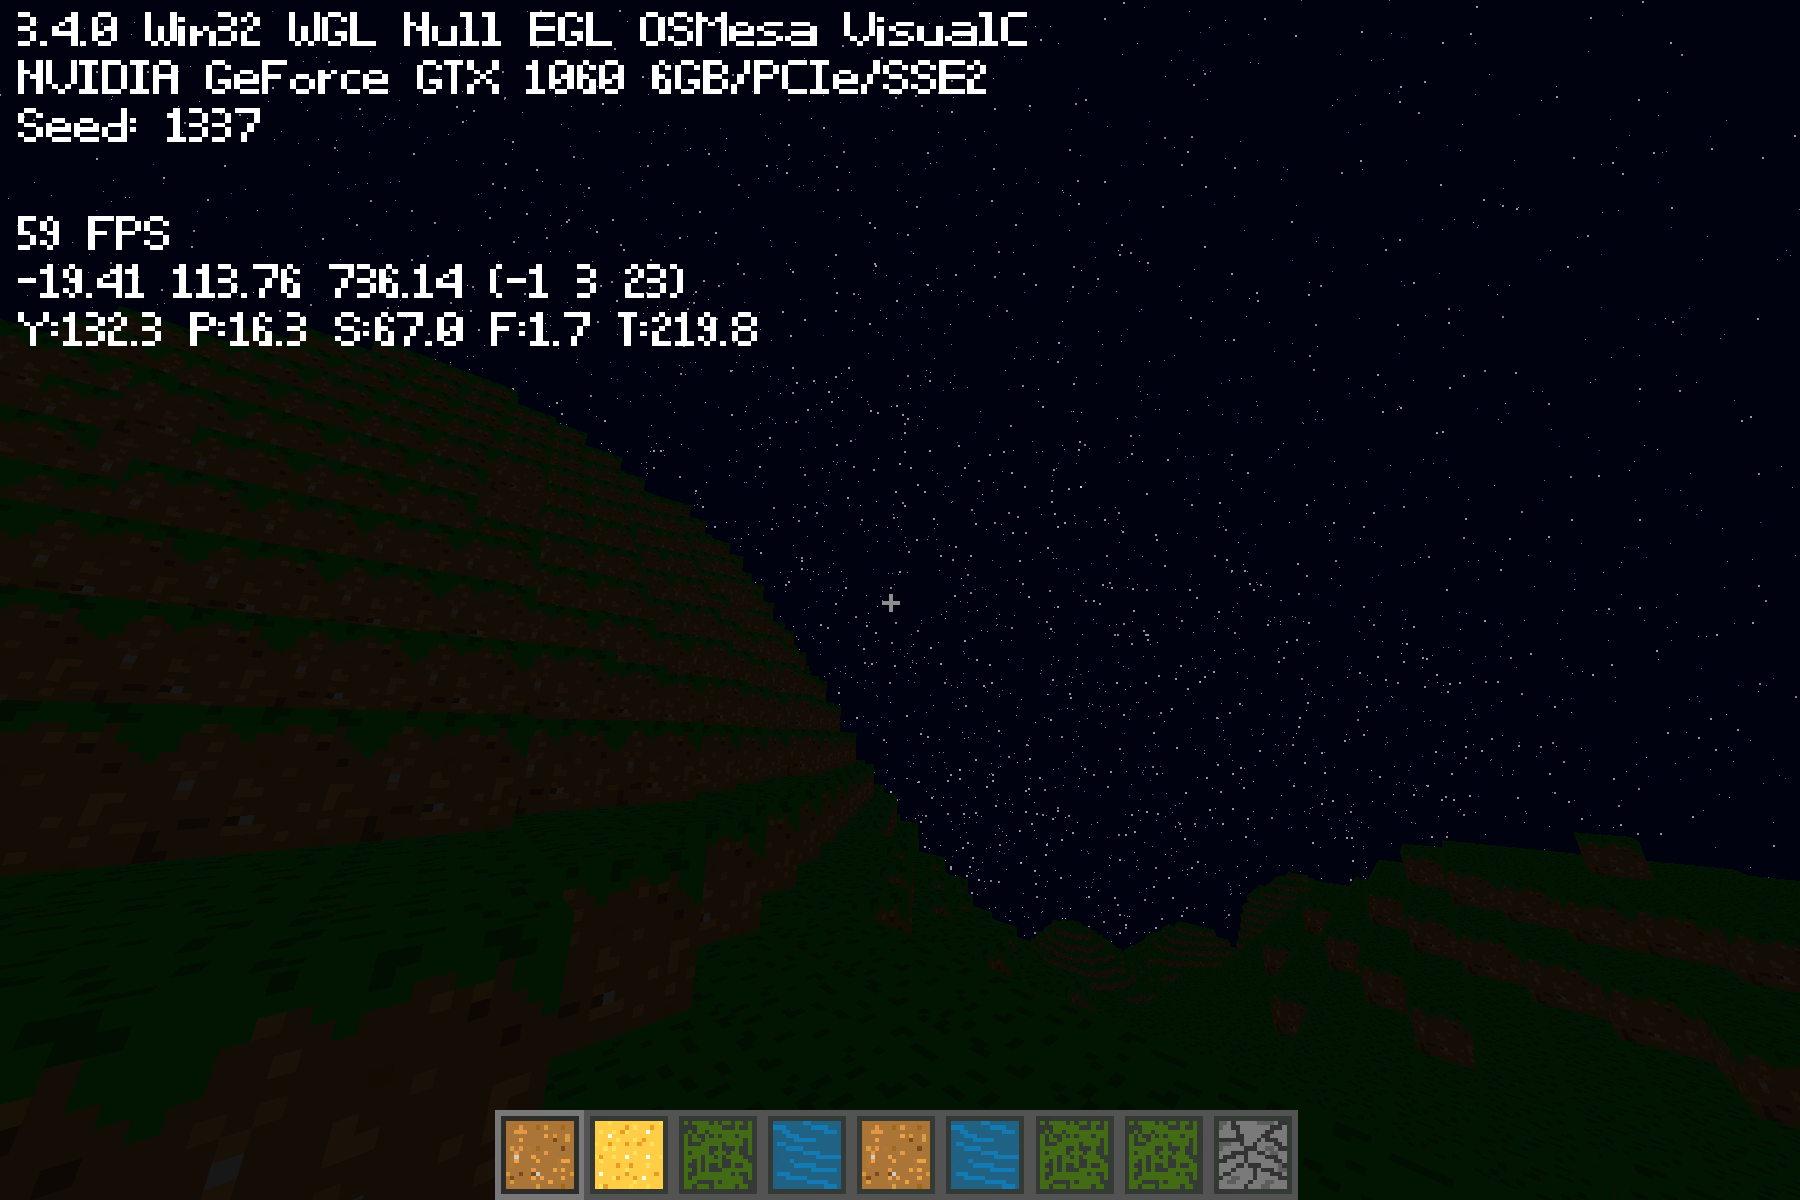 3.4.0 Win32 WGL Null EGL OSMesa VisualC
NVIDIA GeForce GTX 1060 6GB/PCIe/SSE2
Seed: 1337
59 FPS
-19.41 113.76 736.14 (-1 3 23)
Y:132.3 P:16.3 S:67.0 F:1.7 T:219.8